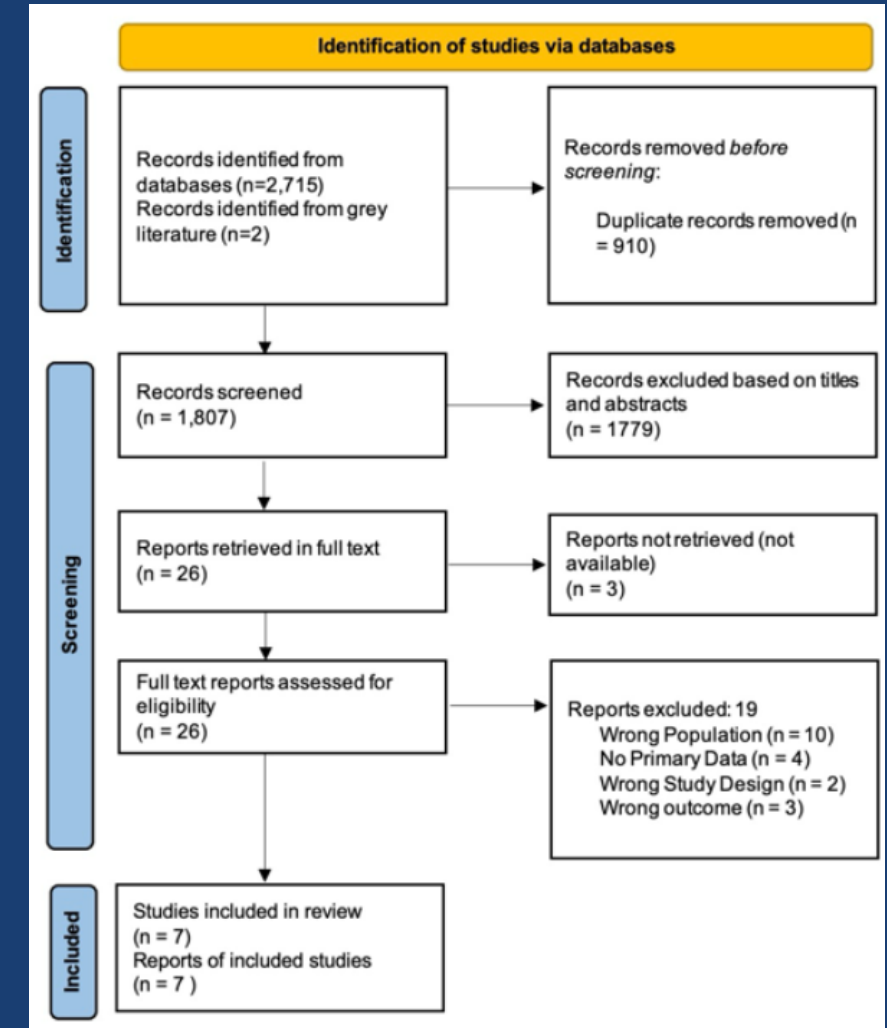 Identification of studies via databases
Identification
Records identified from
databases (n=2,715)
Records identified from grey
literature (n=2)
Records removed before
screening:
Duplicate records removed (n
= 910)
Screening
Records screened
(n = 1,807)
Records excluded based on titles
and abstracts
(n = 1779)
Reports retrieved in full text
(n = 26)
Reports not retrieved (not
available)
(n = 3)
Full text reports assessed for
eligibility
(n = 26)
Reports excluded: 19
Wrong Population (n = 10)
No Primary Data (n = 4)
Wrong Study Design (n = 2)
Wrong outcome (n = 3)
Included
Studies included in review
(n = 7)
Reports of included studies
(n = 7 )